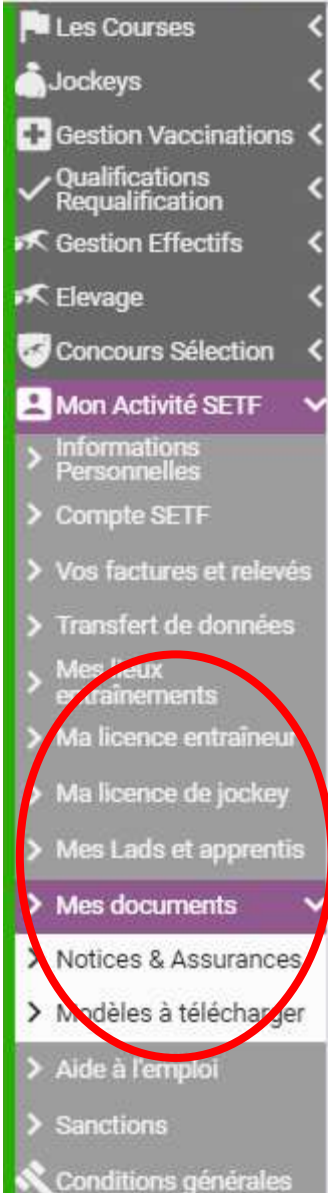 Les Courses
Jockeys
Gestion Vaccinations
Qualifications
Requalification
Gestion Effectifs
Elevage
Concours Sélection
Mon Activité SETF
Informations
Personnelles
Compte SETF
Vos factures et relevés
Transfert de données
Mes lieux
entraînements
Ma licence entraîneur
Ma licence de jockey
Mes Lads et apprentis
Mes documents
Notices & Assurances
Modèles à télécharger
Aide à l'emploi
Sanctions
Conditions générales